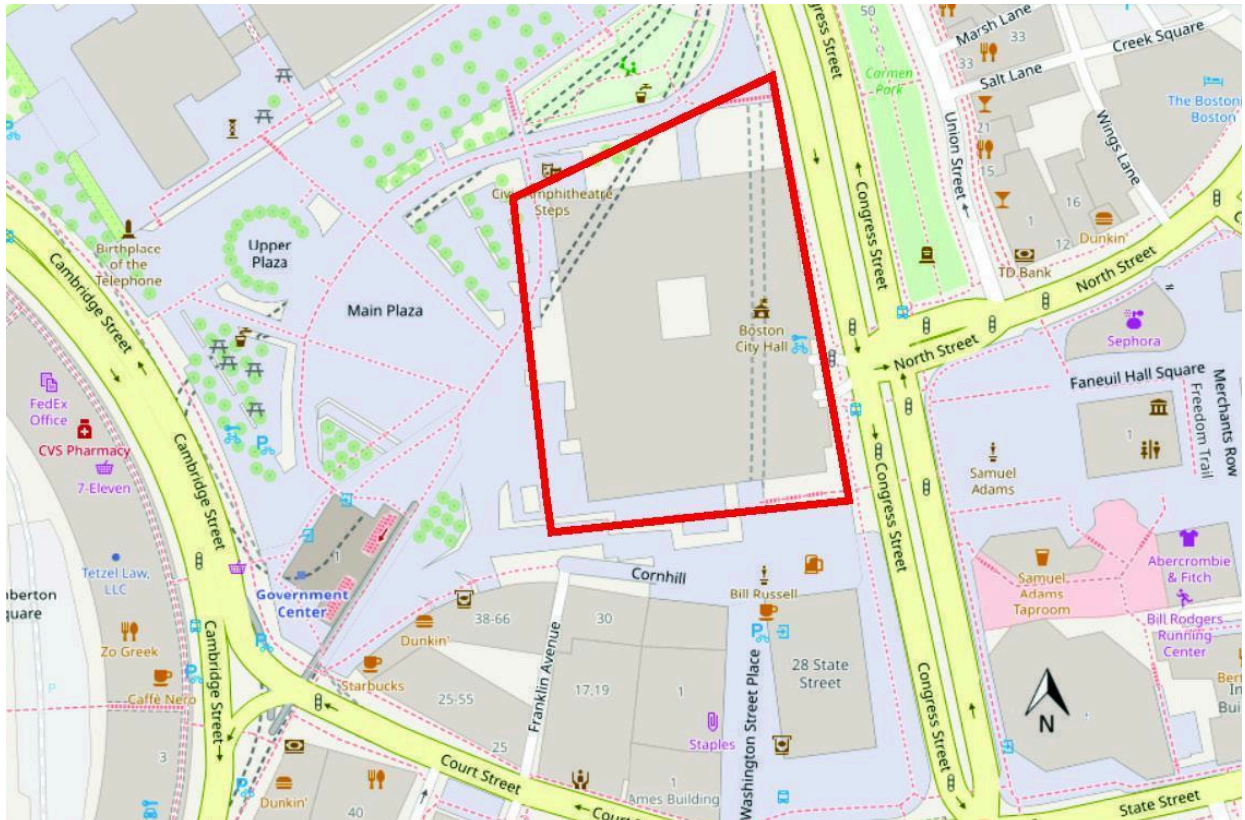 50
Congress Street
Marsh Lane
33
Creek Square
Carmen
Park
33
Salt Lane
The Boston
Boston
Union Street
21
Wings Lane
15
Civic Amphitheatre
Steps
Congress Street
1
16
12
Dunkin'
TD Bank
North Street
Birthplace
of the
Telephone
Upper
Plaza
Cambridge Street
Main Plaza
Boston
City Hall
North Street
Sephora
Faneuil Hall Square
FedEx
Office
CVS Pharmacy
7-Eleven
Cambridge Street
Merchants Row
Freedom Trail
1
Samuel
Adams
Congress Street
Tetzel Law,
LLC
1
Government
Center
Cornhill
Bill Russell
Samuel
Adams
Taproom
Abercrombie
& Fitch
Bill Rodgers
Running
Center
Zo Greek
Cambridge Street
Dunkin'
38-66
30
Franklin Avenue
Caffè Nero
Starbucks
25-55
17,19
1
Washington Street Place
28 State
Street
Congress Street
N
3
25
Staples
Court Street
Dunkin'
40
1
Ames Building
State Street